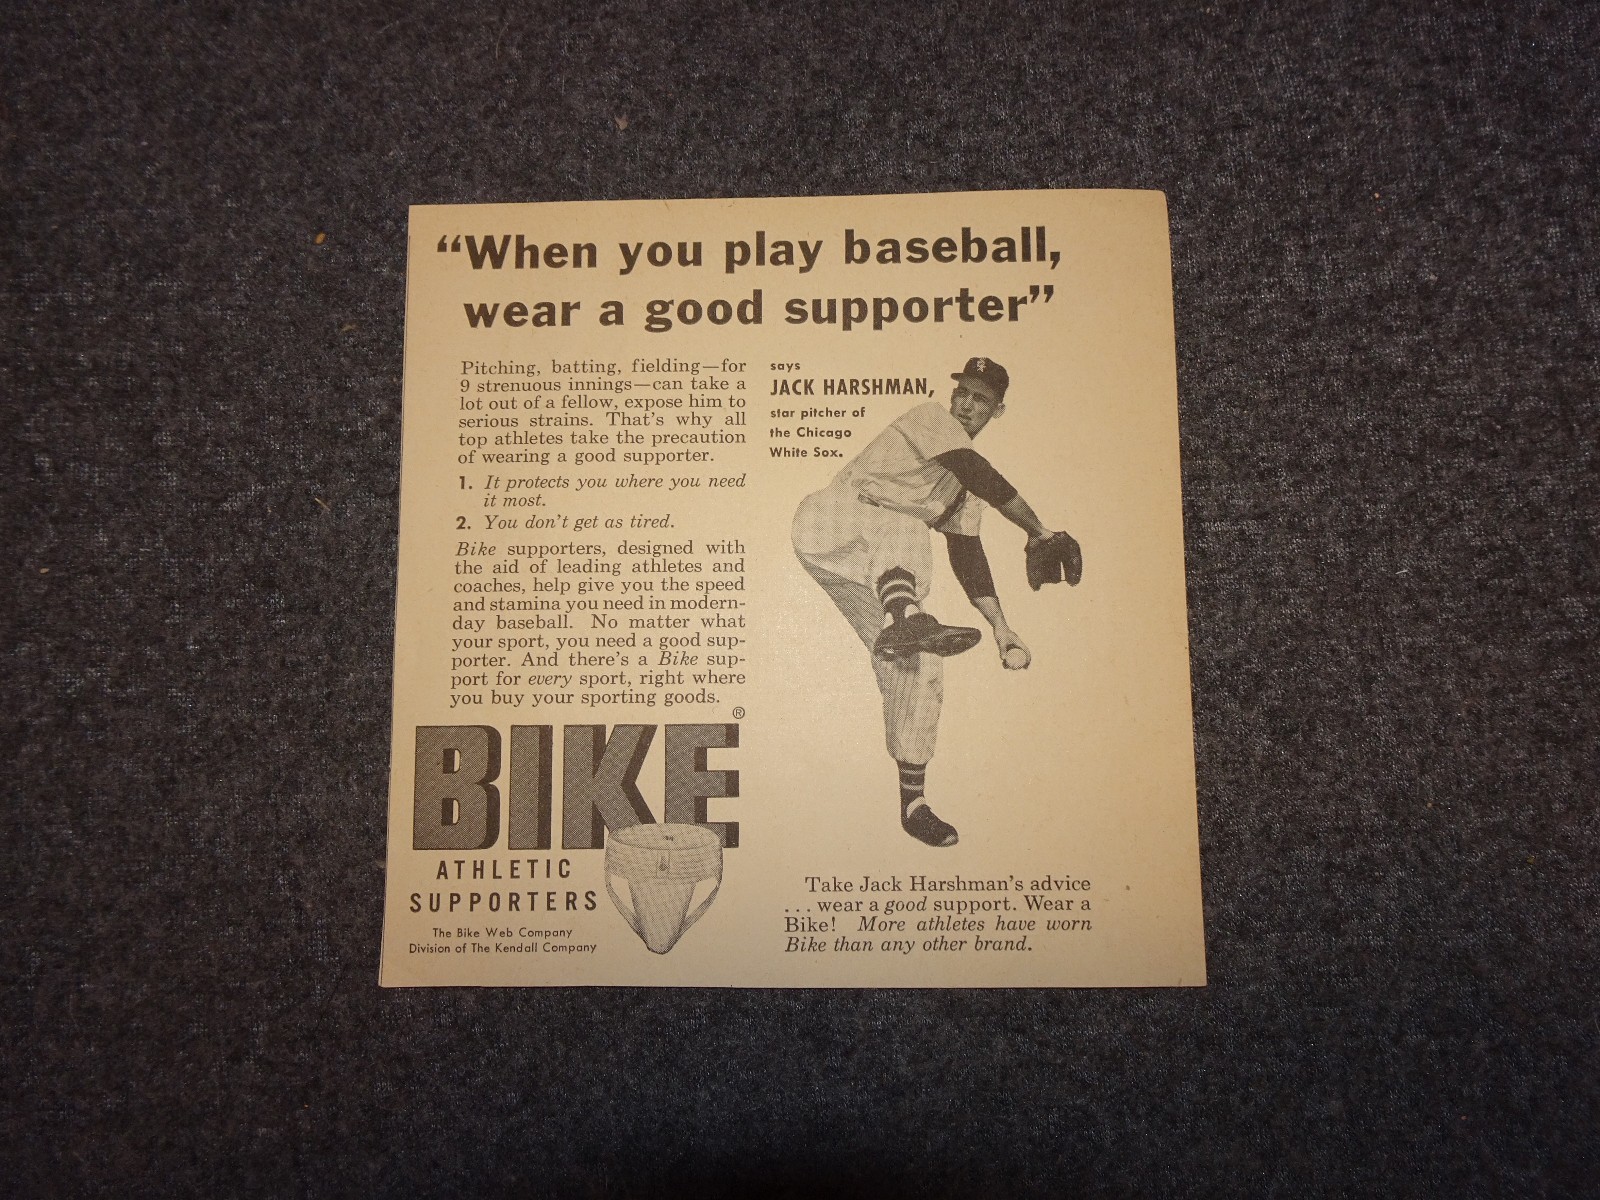 “When you play baseball,
wear a good supporter”
Pitching, batting, fielding—for
9 strenuous innings—can take a
lot out of a fellow, expose him to
serious strains. That's why all
top athletes take the precaution
of wearing a good supporter.
1. It protects you where you need
it most.
2. You don't get as tired.
Bike supporters, designed with
the aid of leading athletes and
coaches, help give you the speed
and stamina you need in modern-
day baseball. No matter what
your sport, you need a good sup-
porter. And there's a Bike sup-
port for every sport, right where
you buy your sporting goods.
BIKE®
ATHLETIC
SUPPORTERS
The Bike Web Company
Division of The Kendall Company
says
JACK HARSHMAN,
star pitcher of
the Chicago
White Sox.
Take Jack Harshman's advice
... wear a good support. Wear a
Bike! More athletes have worn
Bike than any other brand.